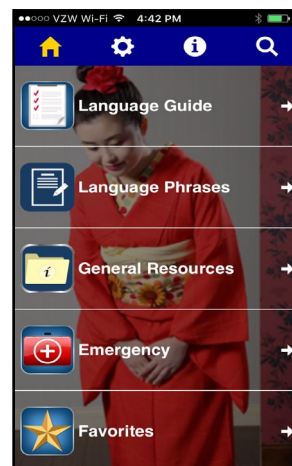 VZW Wi-Fi 4:42 PM
Language Guide
Language Phrases
General Resources
Emergency
Favorites